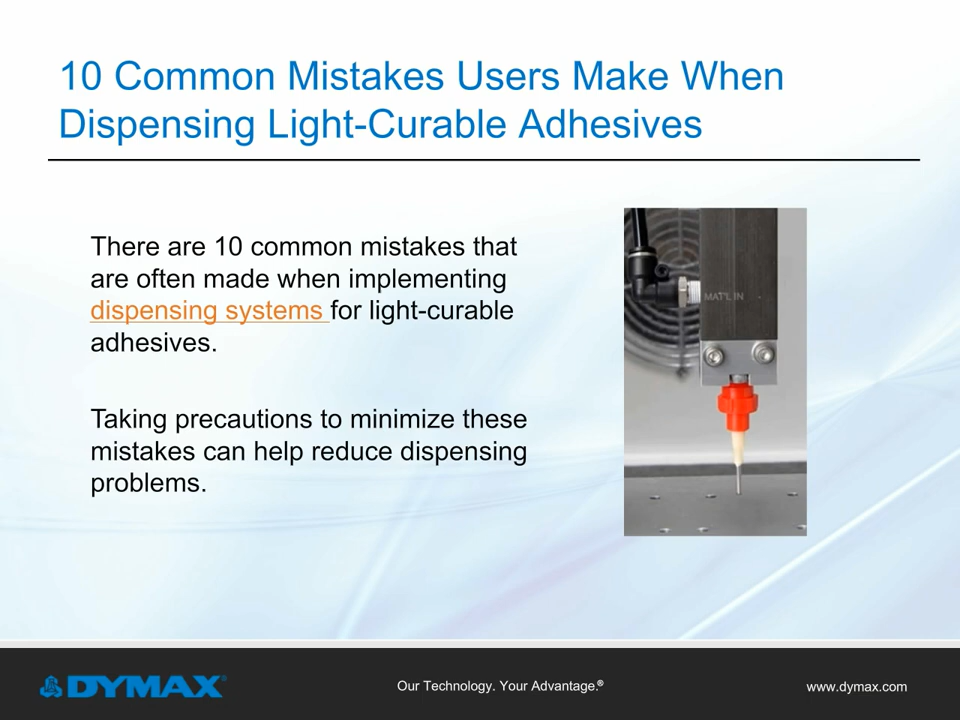 10 Common Mistakes Users Make When
Dispensing Light-Curable Adhesives
There are 10 common mistakes that
are often made when implementing
dispensing systems for light-curable
adhesives.
Taking precautions to minimize these
mistakes can help reduce dispensing
problems.
MAT'L IN
DYMAX®
Our Technology. Your Advantage.®
www.dymax.com